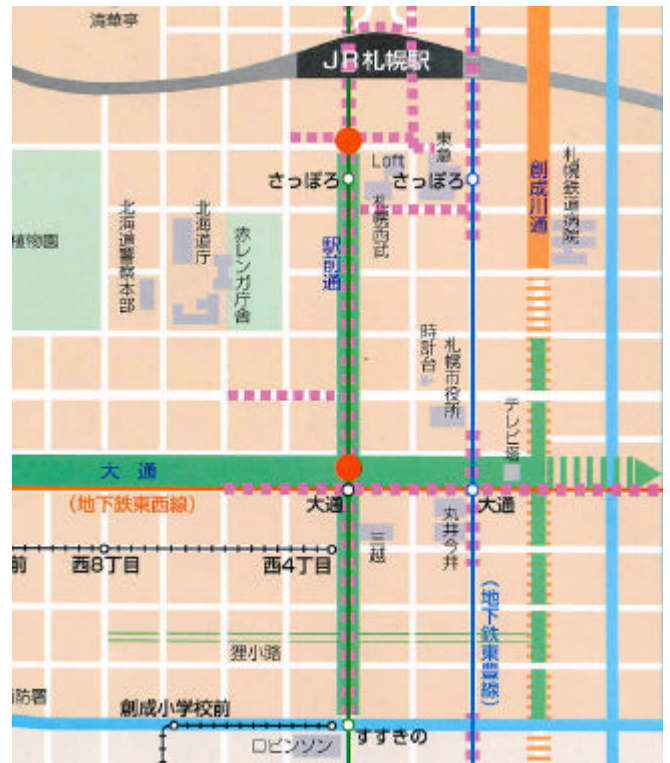 清華亭
JR札幌駅
東急
Loft
札幌鉄道病院
さっぽろ
さっぽろ
創成川通
札幌西武
北海道庁
北海道警察本部
赤レンガ庁舎
植物園
駅前通
時計台
札幌市役所
テレビ塔
大通
(地下鉄東西線)
大通
大通
三越
丸井今井
前
西8丁目
西4丁目
(地下鉄東豊線)
狸小路
防署
創成小学校前
すすきの
ロビンソン